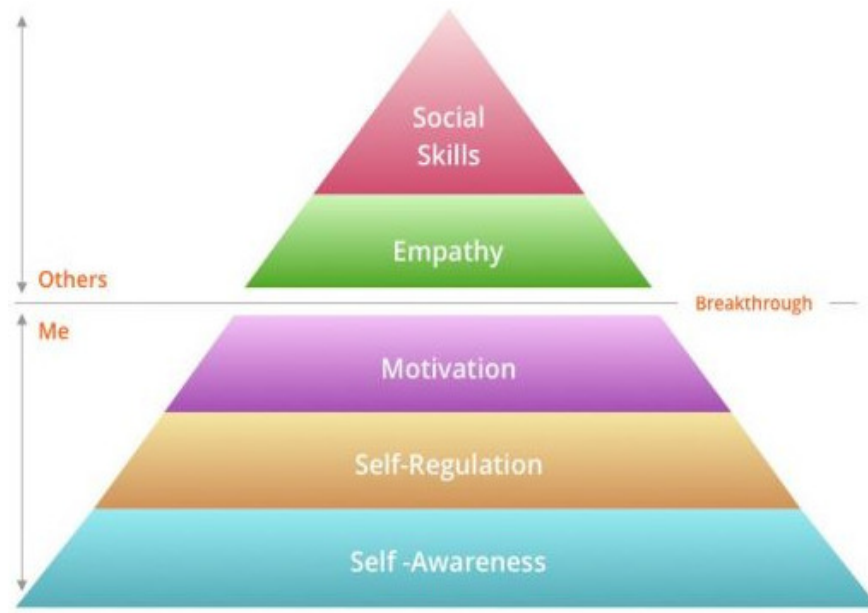 Social
Skills
Empathy
Others
Breakthrough
Me
Motivation
Self-Regulation
Self -Awareness